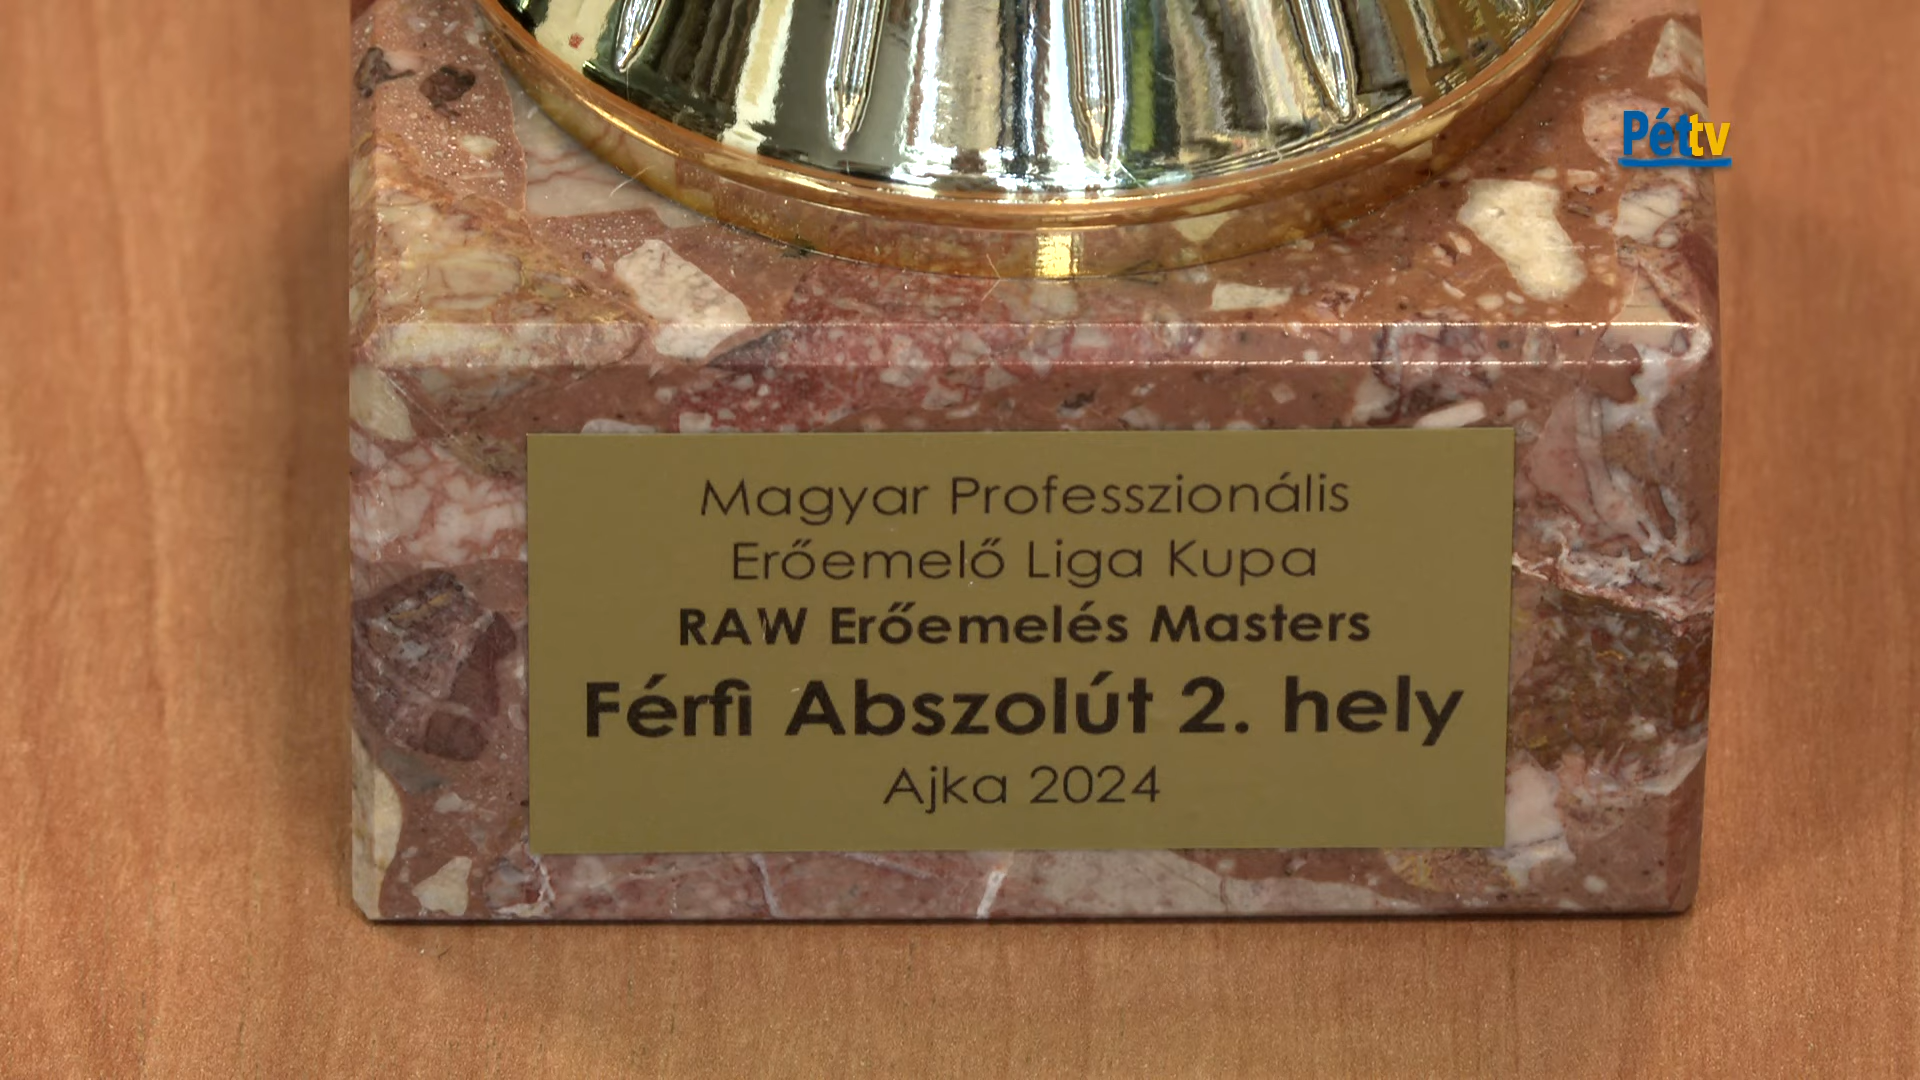 Pét tv
Magyar Professzionális
Erőemelő Liga Kupa
RAW Erőemelés Masters
Férfi Abszolút 2. hely
Ajka 2024